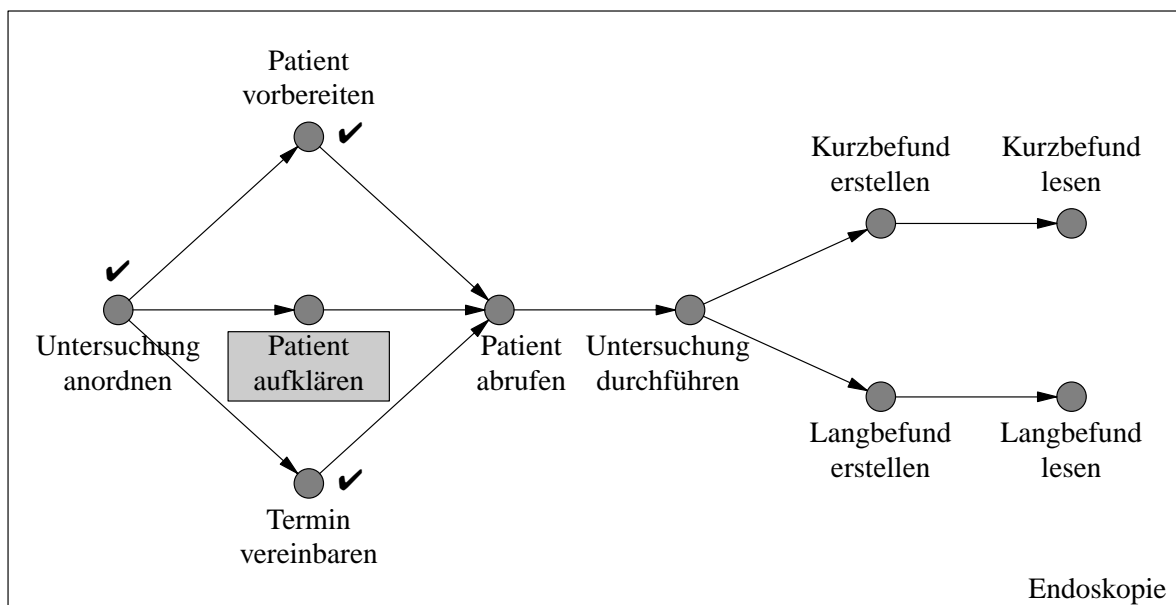 Patient
vorbereiten
Kurzbefund
erstellen
Kurzbefund
lesen
Untersuchung
anordnen
Patient
aufklären
Patient
abrufen
Untersuchung
durchführen
Langbefund
erstellen
Langbefund
lesen
Termin
vereinbaren
Endoskopie